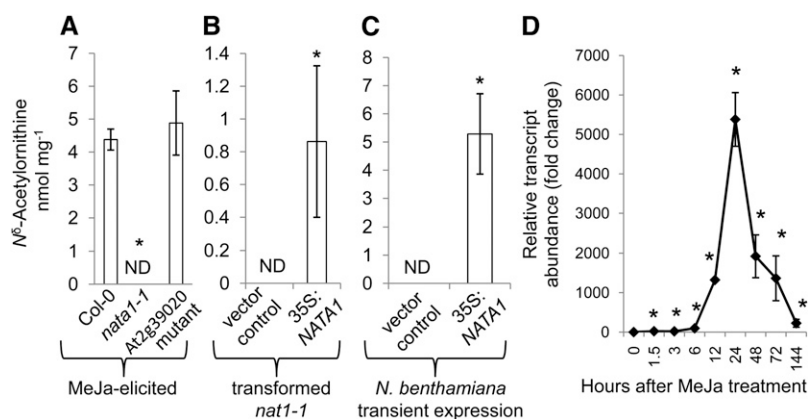 A
B
C
D
Nδ-Acetylornithine
nmol mg-1
7
6
5
4
3
2
1
0
*
ND
Col-0
nata1-1
At2g39020
mutant
MeJa-elicited
1.4
1.2
1
0.8
0.6
0.4
0.2
0
*
ND
vector
control
35S:
NATA1
transformed
nat1-1
8
7
6
5
4
3
2
1
0
*
ND
vector
control
35S:
NATA1
N. benthamiana
transient expression
Relative transcript
abundance (fold change)
7000
6000
5000
4000
3000
2000
1000
0
* * * * * * * *
0 1.5 3 6 12 24 48 72 144
Hours after MeJa treatment